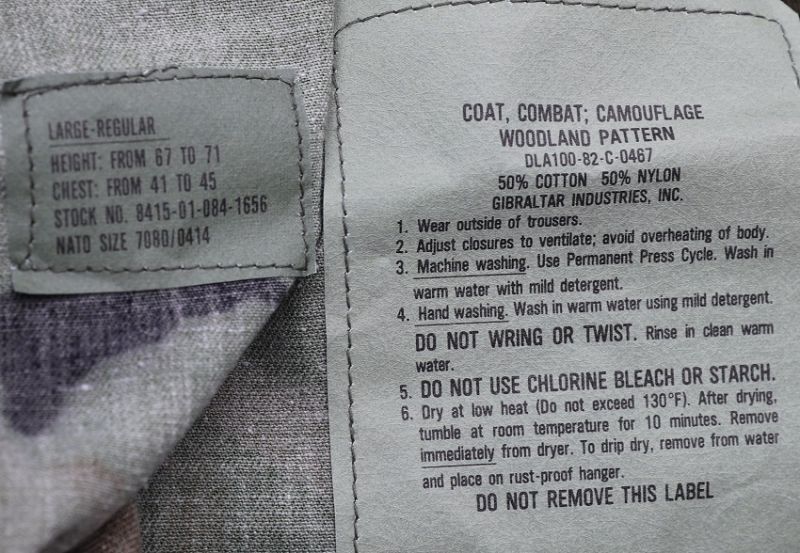 LARGE-REGULAR
HEIGHT: FROM 67 TO 71
CHEST: FROM 41 TO 45
STOCK NO. 8415-01-084-1656
NATO SIZE 7080/0414
COAT, COMBAT; CAMOUFLAGE
WOODLAND PATTERN
DLA100-82-C-0467
50% COTTON 50% NYLON
GIBRALTAR INDUSTRIES, INC.
1. Wear outside of trousers.
2. Adjust closures to ventilate; avoid overheating of body.
3. Machine washing. Use Permanent Press Cycle. Wash in
warm water with mild detergent.
4. Hand washing. Wash in warm water using mild detergent.
DO NOT WRING OR TWIST. Rinse in clean warm
water.
5. DO NOT USE CHLORINE BLEACH OR STARCH.
6. Dry at low heat (Do not exceed 130°F). After drying,
tumble at room temperature for 10 minutes. Remove
immediately from dryer. To drip dry, remove from water
and place on rust-proof hanger.
DO NOT REMOVE THIS LABEL